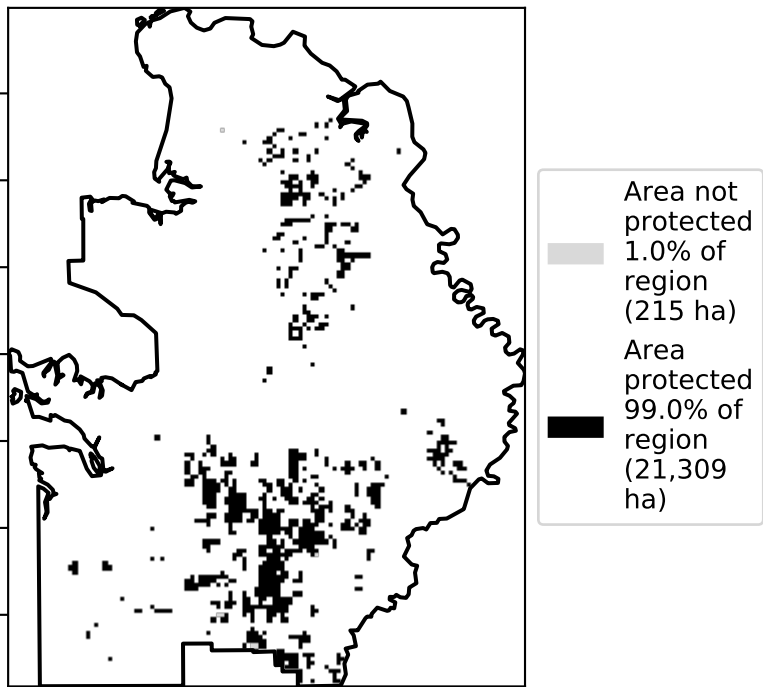 Area not
protected
1.0% of
region
(215 ha)
Area
protected
99.0% of
region
(21,309
ha)